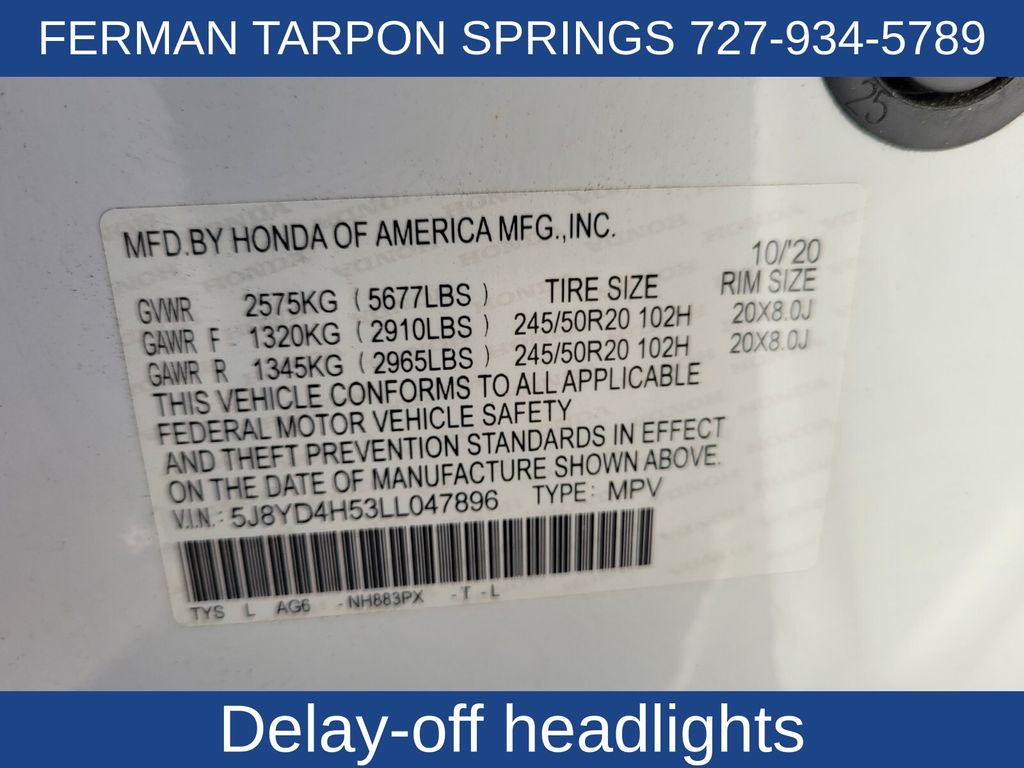 FERMAN TARPON SPRINGS 727-934-5789
25
MFD.BY HONDA OF AMERICA MFG.,INC.
10/'20
GVWR 2575KG ( 5677LBS ) TIRE SIZE RIM SIZE
GAWR F 1320KG ( 2910LBS ) 245/50R20 102H 20X8.0J
GAWR R 1345KG ( 2965LBS ) 245/50R20 102H 20X8.0J
THIS VEHICLE CONFORMS TO ALL APPLICABLE
FEDERAL MOTOR VEHICLE SAFETY
AND THEFT PREVENTION STANDARDS IN EFFECT
ON THE DATE OF MANUFACTURE SHOWN ABOVE.
V.I.N.: 5J8YD4H53LL047896 TYPE: MPV
TYS L AG6 - NH883PX - T - L
Delay-off headlights